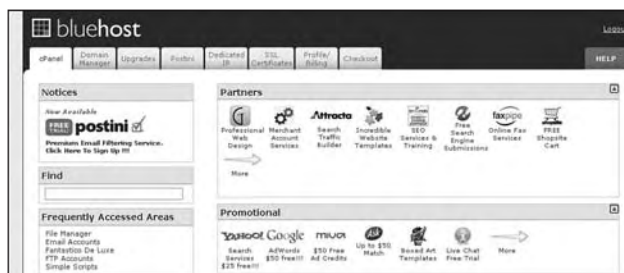 bluehost
Logout
cPanel
Domain Manager
Upgrades
Postini
Dedicated IP
SSL Certificates
Profile/ Billing
Checkout
HELP
Notices
Now Available
FREE TRIAL! postini
Premium Email Filtering Service.
Click Here To Sign Up !!!
Find
Frequently Accessed Areas
File Manager
Email Accounts
Fantastico De Luxe
FTP Accounts
Simple Scripts
Partners
G
Attracta
faxpipe
Professional Web Design
Merchant Account Services
Search Traffic Builder
Incredible Website Templates
SEO Services & Training
Free Search Engine Submissions
Online Fax Services
FREE Shopsite Cart
More
Promotional
YAHOO!
Google
miva
Ask
Search Services $25 free!!!
AdWords $50 free!!!
$50 Free Ad Credits
Up to $50 Match
Boxed Art Templates
Live Chat Free Trial
More